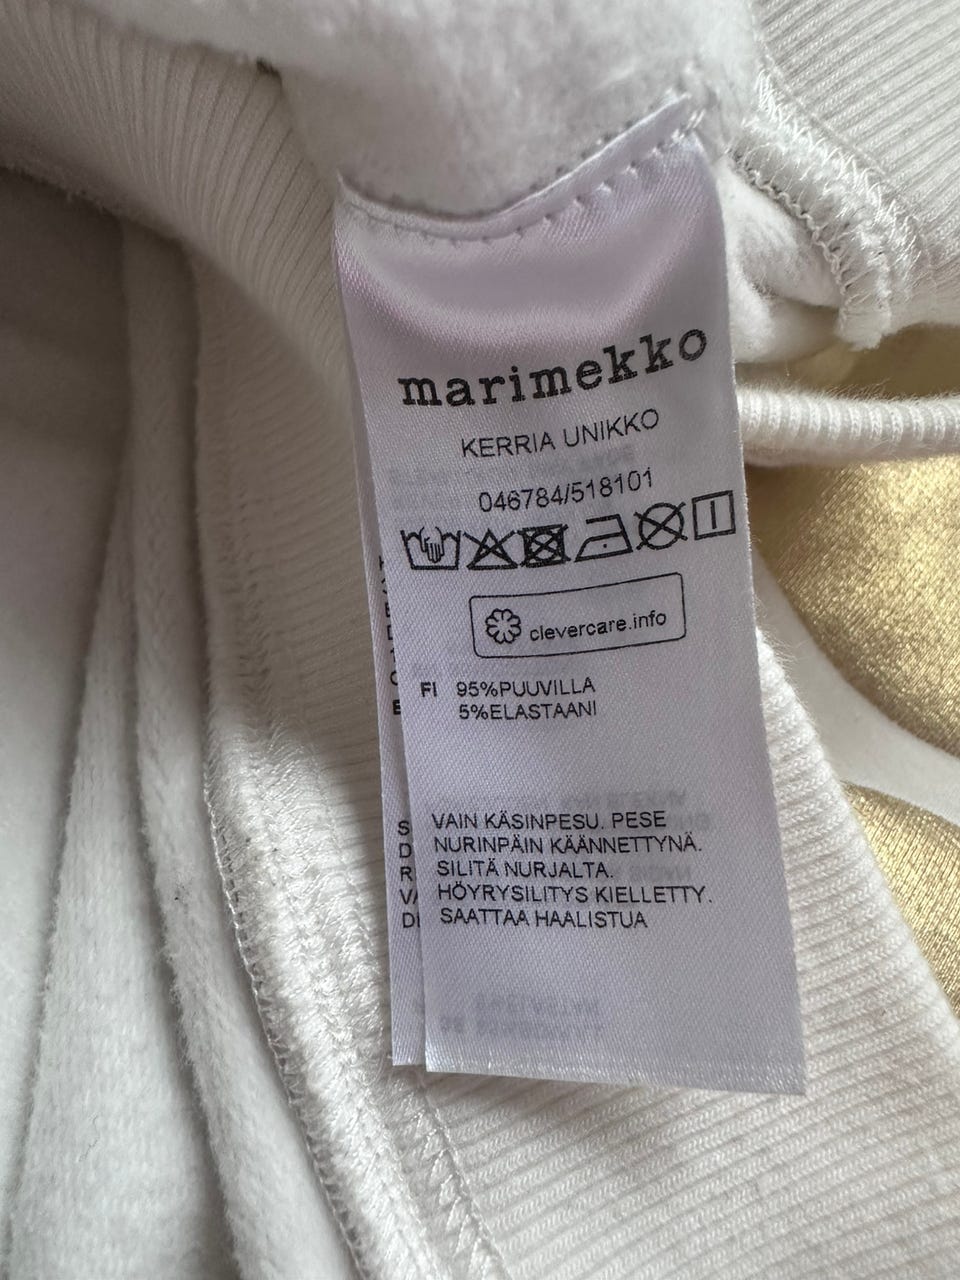 marimekko
KERRIA UNIKKO
046784/518101
clevercare.info
FI 95%PUUVILLA
5%ELASTAANI
VAIN KÄSINPESU. PESE
NURINPÄIN KÄÄNNETTYNÄ.
SILITÄ NURJALTA.
HÖYRYSILITYS KIELLETTY.
SAATTAA HAALISTUA